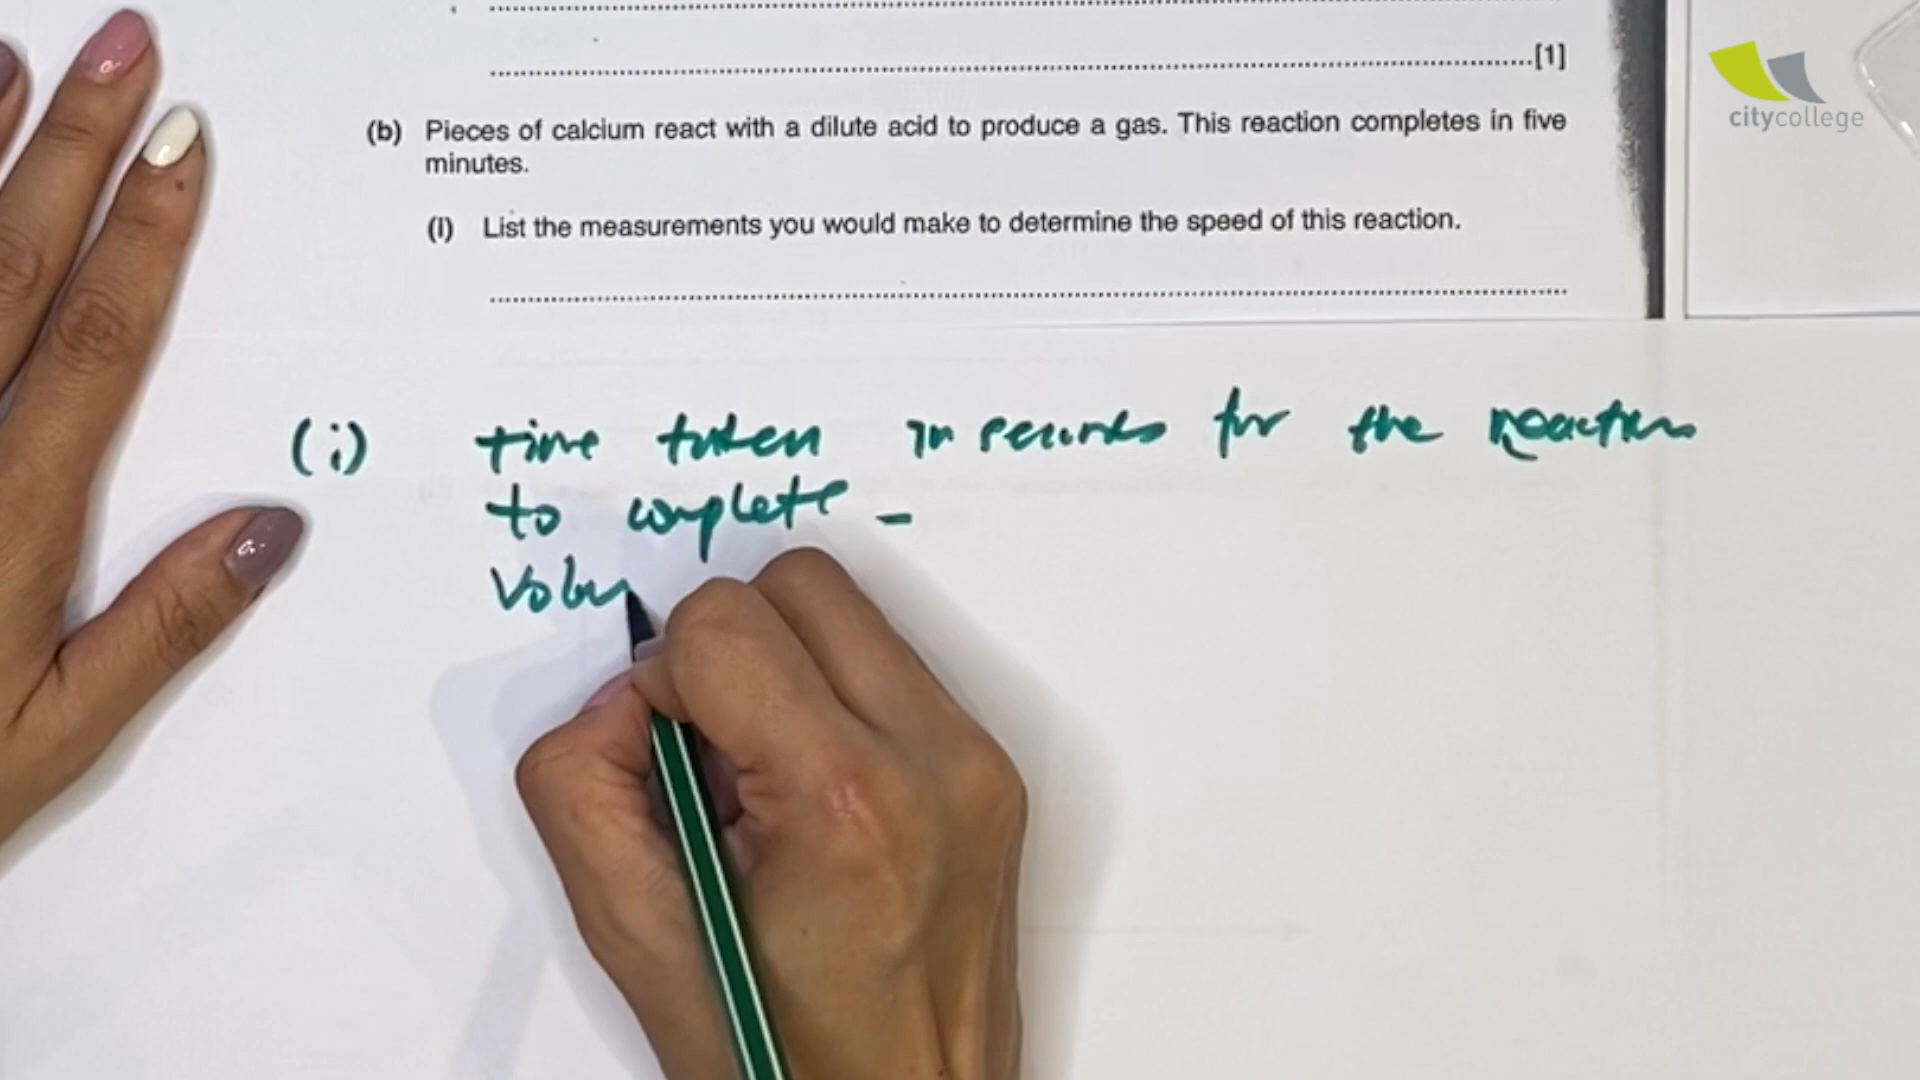 [1]
citycollege
(b) Pieces of calcium react with a dilute acid to produce a gas. This reaction completes in five
minutes.
(i) List the measurements you would make to determine the speed of this reaction.
(i) time taken in seconds for the reaction
to complete -
Volu